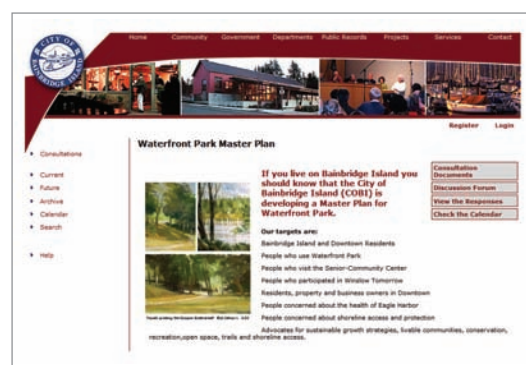 CITY OF
BAINBRIDGE ISLAND
Home Community Government Departments Public Records Projects Services Contact
Register Login
Consultations
Current
Future
Archive
Calendar
Search
Help
Waterfront Park Master Plan
If you live on Bainbridge Island you
should know that the City of
Bainbridge Island (COBI) is
developing a Master Plan for
Waterfront Park.
Our targets are:
Bainbridge Island and Downtown Residents
People who use Waterfront Park
People who visit the Senior-Community Center
People who participated in Winslow Tomorrow
Residents, property and business owners in Downtown
People concerned about the health of Eagle Harbor
People concerned about shoreline access and protection
Advocates for sustainable growth strategies, livable communities, conservation,
recreation,open space, trails and shoreline access.
Consultation
Documents
Discussion Forum
View the Responses
Check the Calendar